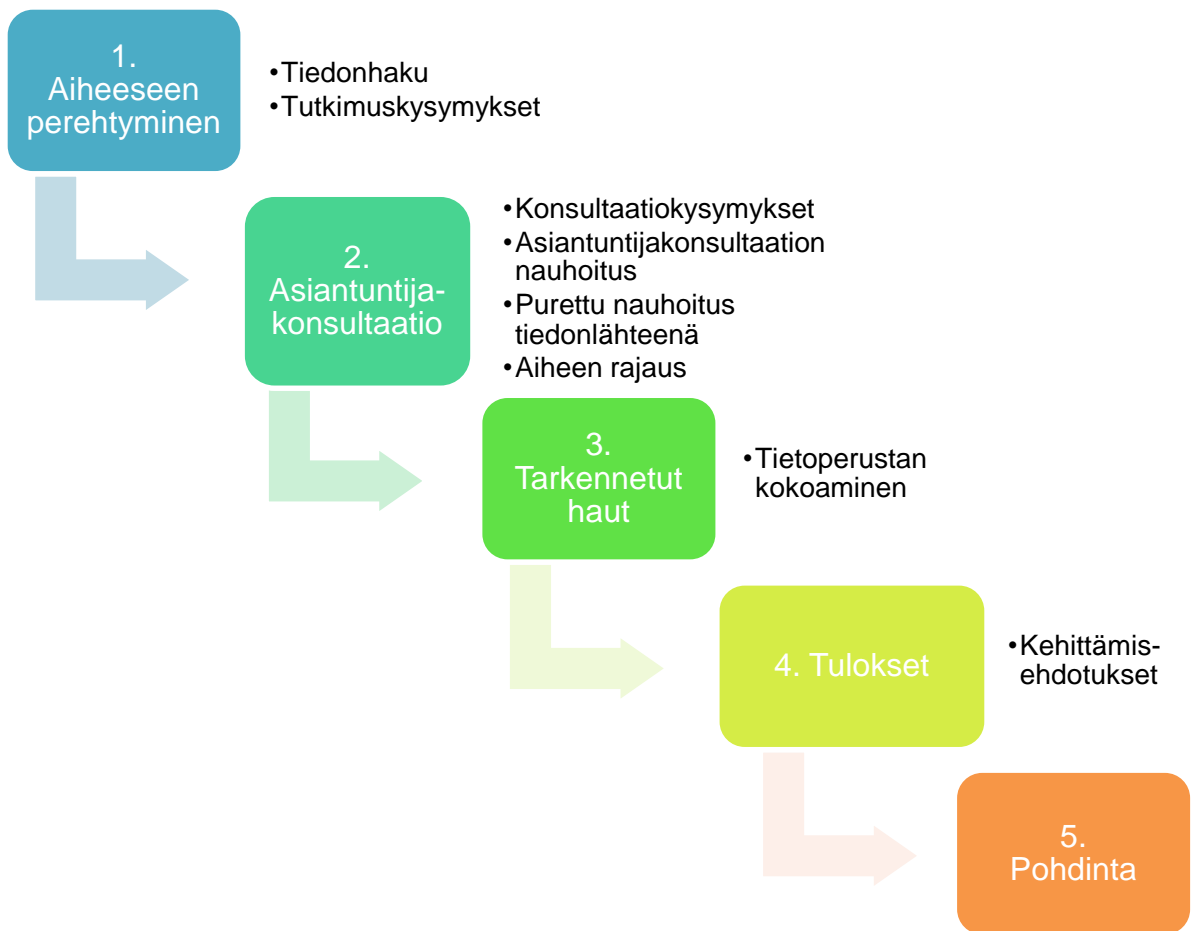 1.
Aiheeseen
perehtyminen
•Tiedonhaku
•Tutkimuskysymykset
2.
Asiantuntija-
konsultaatio
•Konsultaatiokysymykset
•Asiantuntijakonsultaation
nauhoitus
•Purettu nauhoitus
tiedonlähteenä
•Aiheen rajaus
3.
Tarkennetut
haut
•Tietoperustan
kokoaminen
4. Tulokset
•Kehittämis-
ehdotukset
5.
Pohdinta